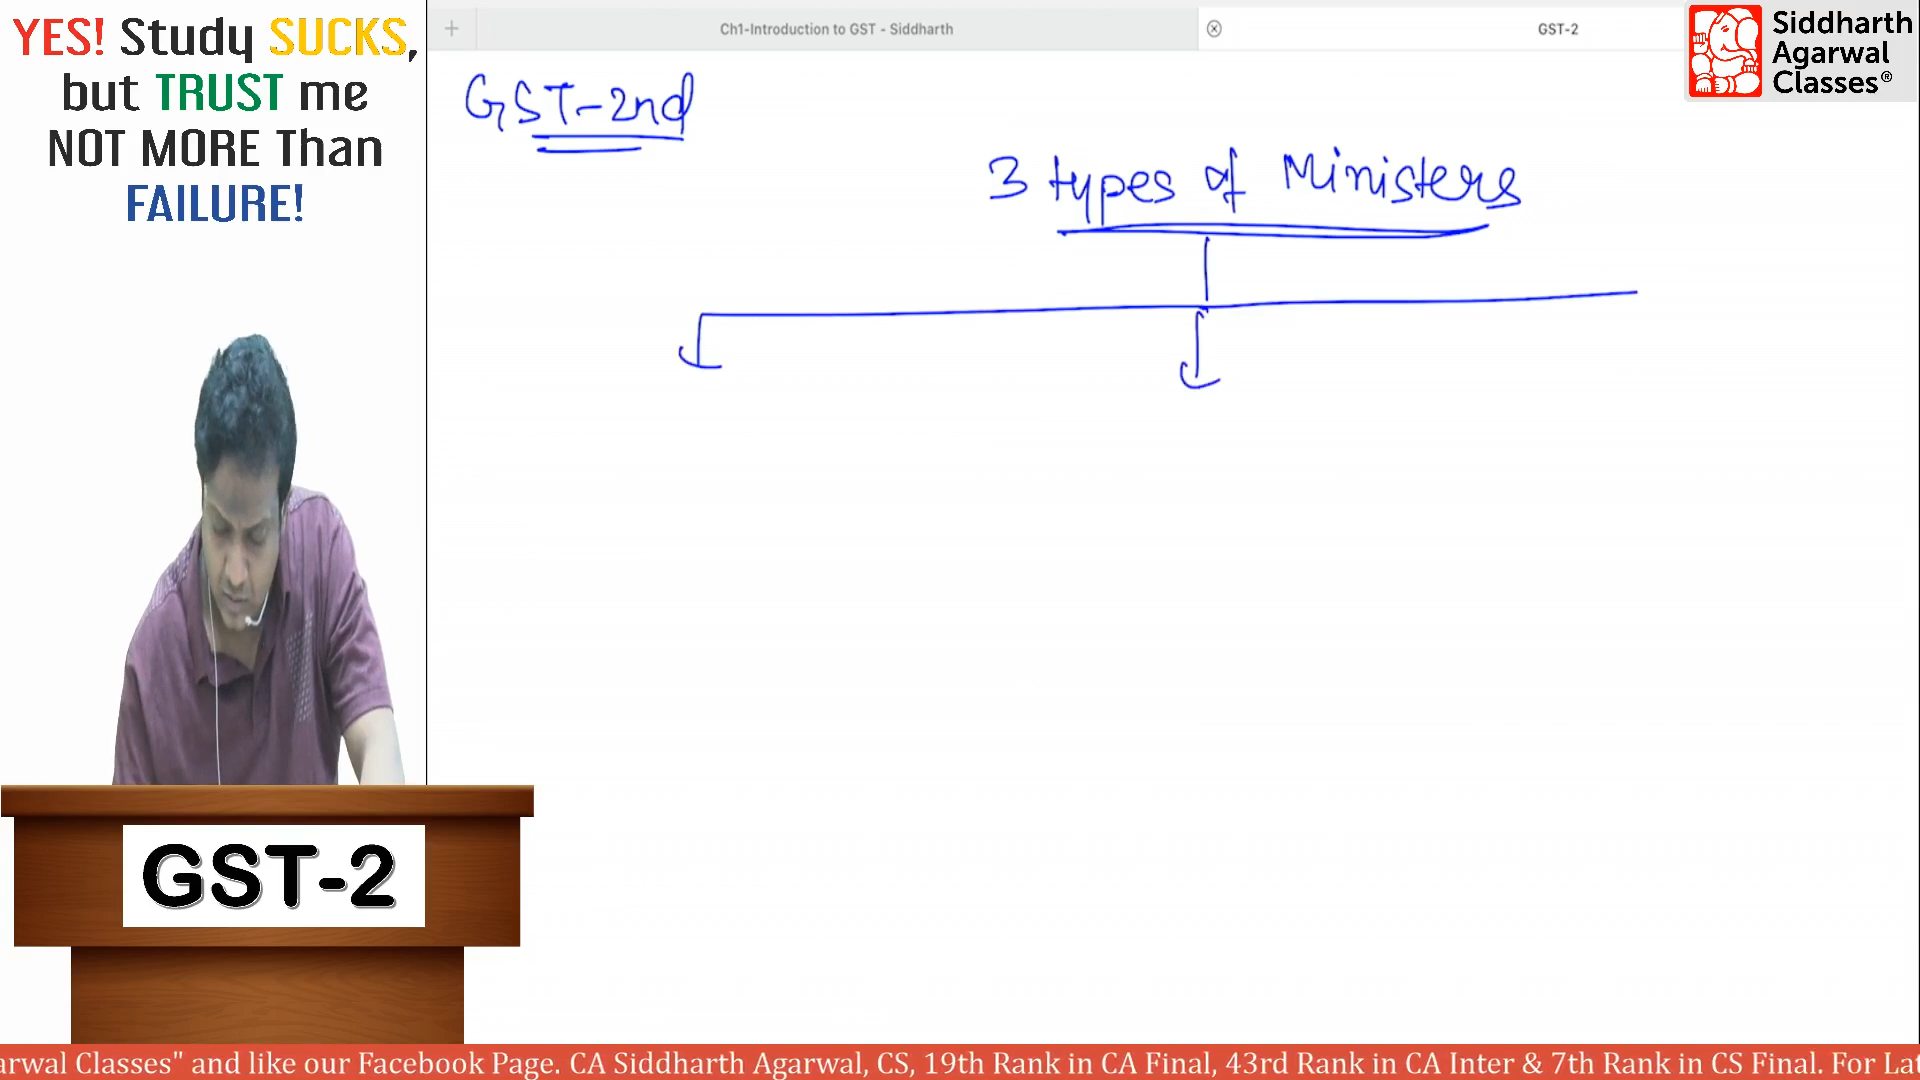 YES! Study SUCKS,
but TRUST me
NOT MORE Than
FAILURE!
Ch1-Introduction to GST - Siddharth
GST-2
Siddharth
Agarwal
Classes®
GST-2nd
3 types of Ministers
GST-2
arwal Classes" and like our Facebook Page. CA Siddharth Agarwal, CS, 19th Rank in CA Final, 43rd Rank in CA Inter & 7th Rank in CS Final. For Lat